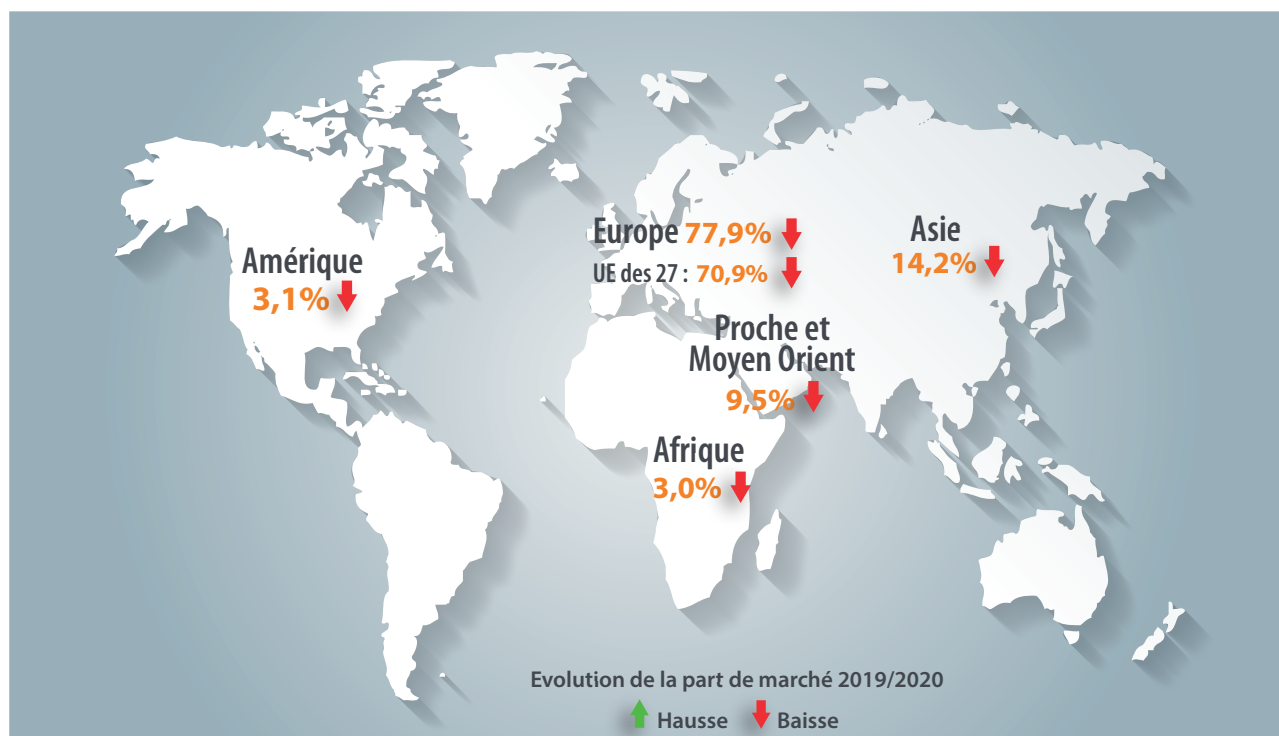 Amérique
3,1%
Europe 77,9%
UE des 27 : 70,9%
Asie
14,2%
Proche et
Moyen Orient
9,5%
Afrique
3,0%
Evolution de la part de marché 2019/2020
Hausse Baisse